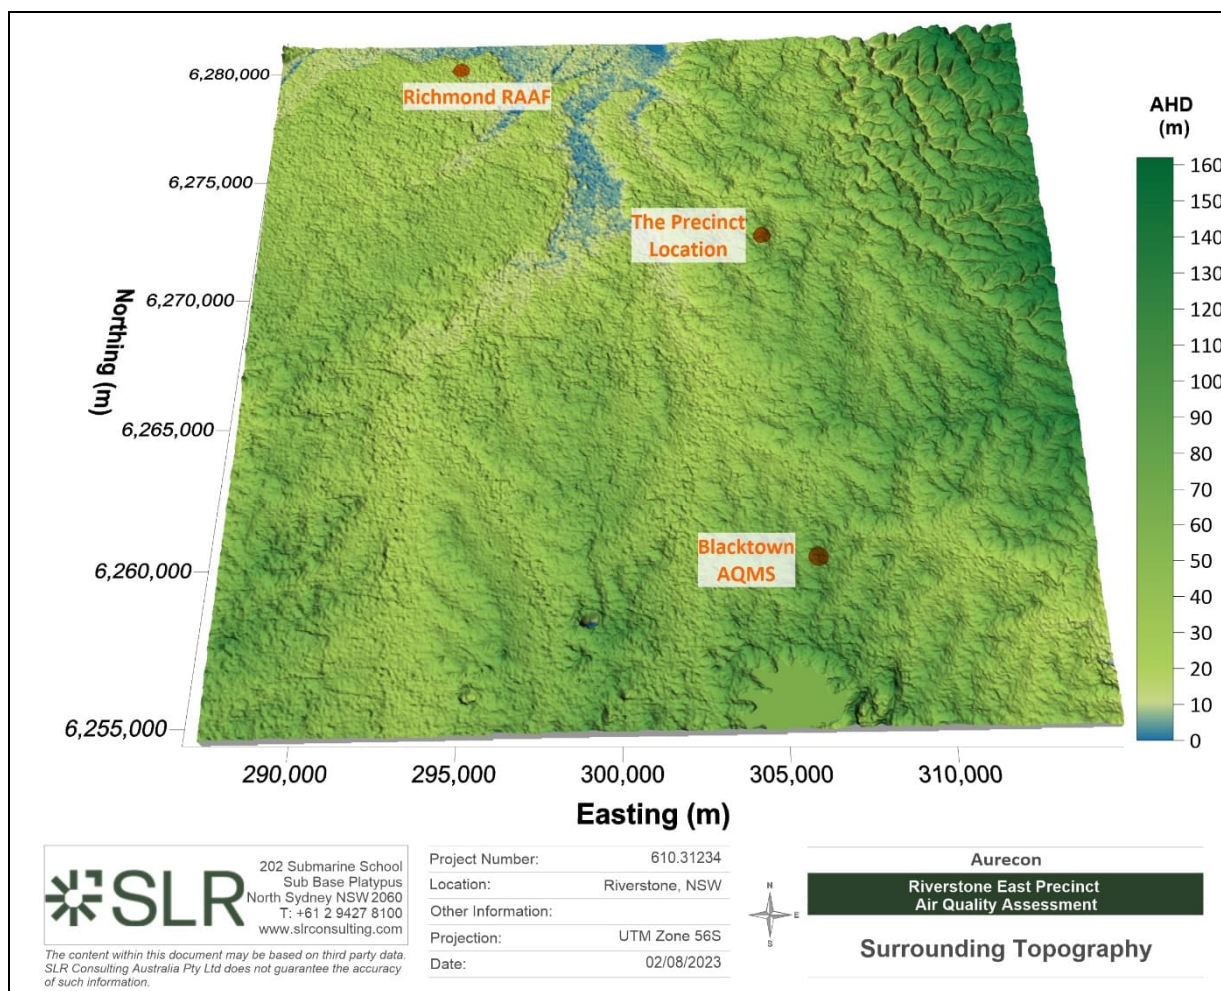 6,280,000
Richmond RAAF
6,275,000
The Precinct
Location
6,270,000
Northing (m)
6,265,000
Blacktown
AQMS
6,260,000
6,255,000
290,000
295,000
300,000
305,000
310,000
Easting (m)
AHD
(m)
160
150
140
130
120
110
100
90
80
70
60
50
40
30
20
10
0
SLR
202 Submarine School
Sub Base Platypus
North Sydney NSW 2060
T: +61 2 9427 8100
www.slrconsulting.com
The content within this document may be based on third party data.
SLR Consulting Australia Pty Ltd does not guarantee the accuracy
of such information.
Project Number: 610.31234
Location: Riverstone, NSW
Other Information:
Projection: UTM Zone 56S
Date: 02/08/2023
N
E
S
Aurecon
Riverstone East Precinct
Air Quality Assessment
Surrounding Topography